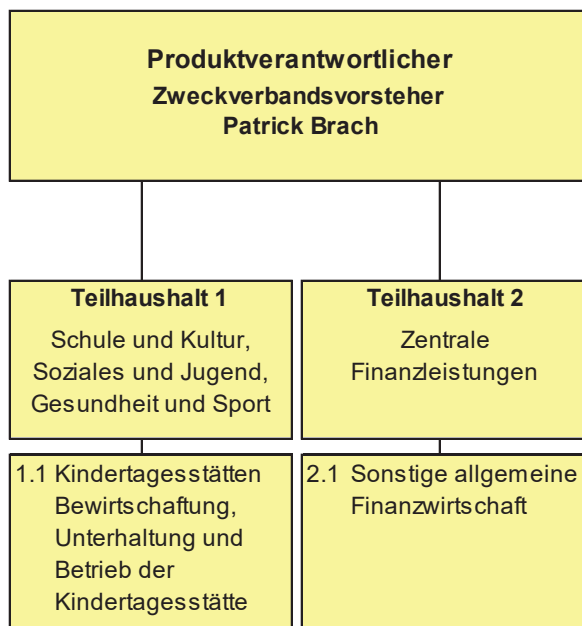 Produktverantwortlicher
Zweckverbandsvorsteher
Patrick Brach
Teilhaushalt 1
Schule und Kultur,
Soziales und Jugend,
Gesundheit und Sport
Teilhaushalt 2
Zentrale
Finanzleistungen
1.1 Kindertagesstätten
Bewirtschaftung,
Unterhaltung und
Betrieb der
Kindertagesstätte
2.1 Sonstige allgemeine
Finanzwirtschaft